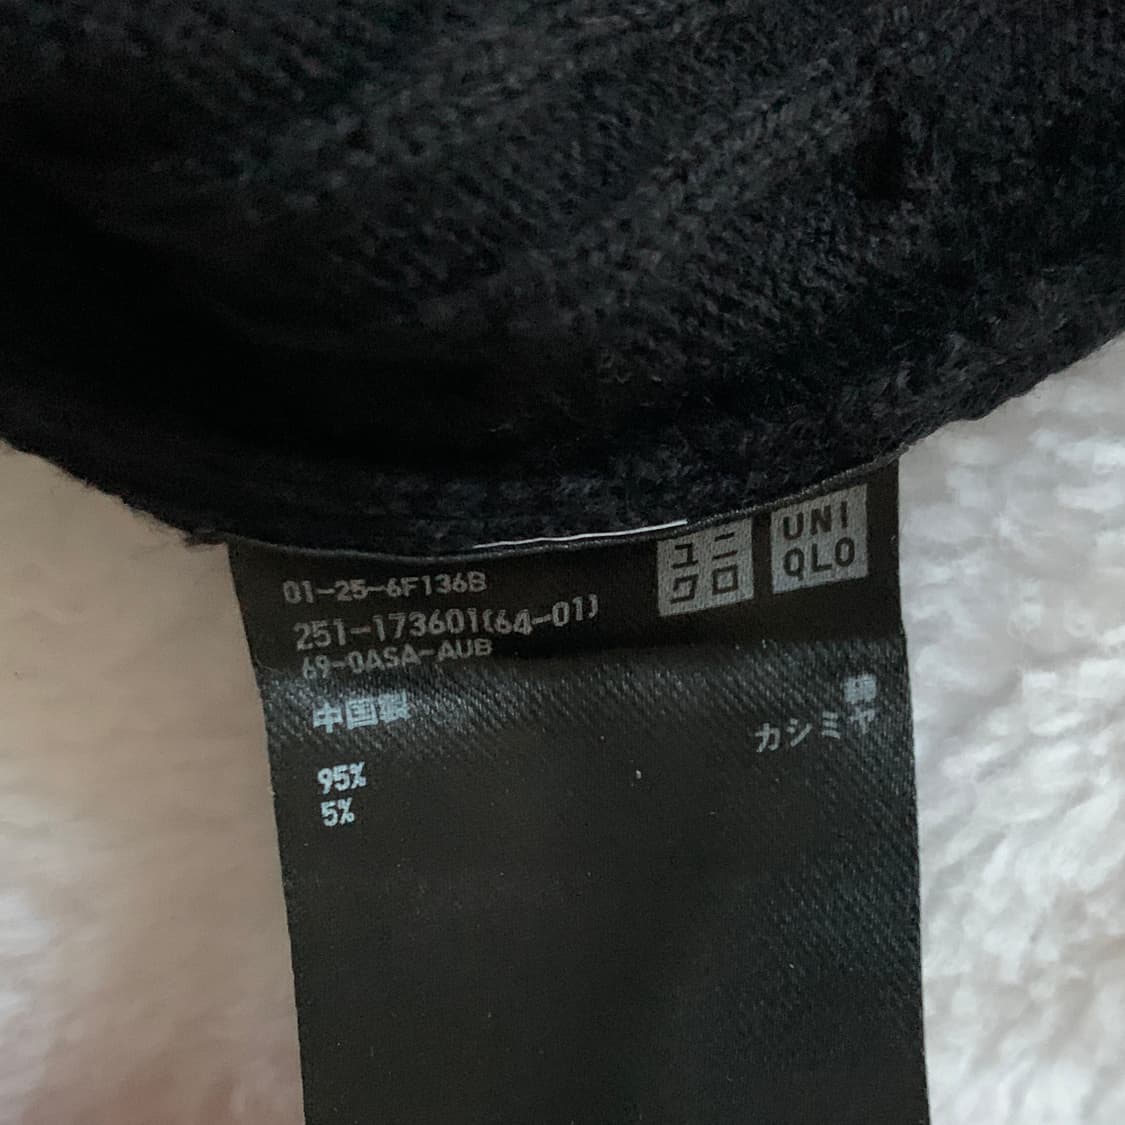 ユニ
クロ
UNI
QLO
01-25-6F136B
251-173601(64-01)
69-0ASA-AUB
中国製
綿
カシミヤ
95%
5%